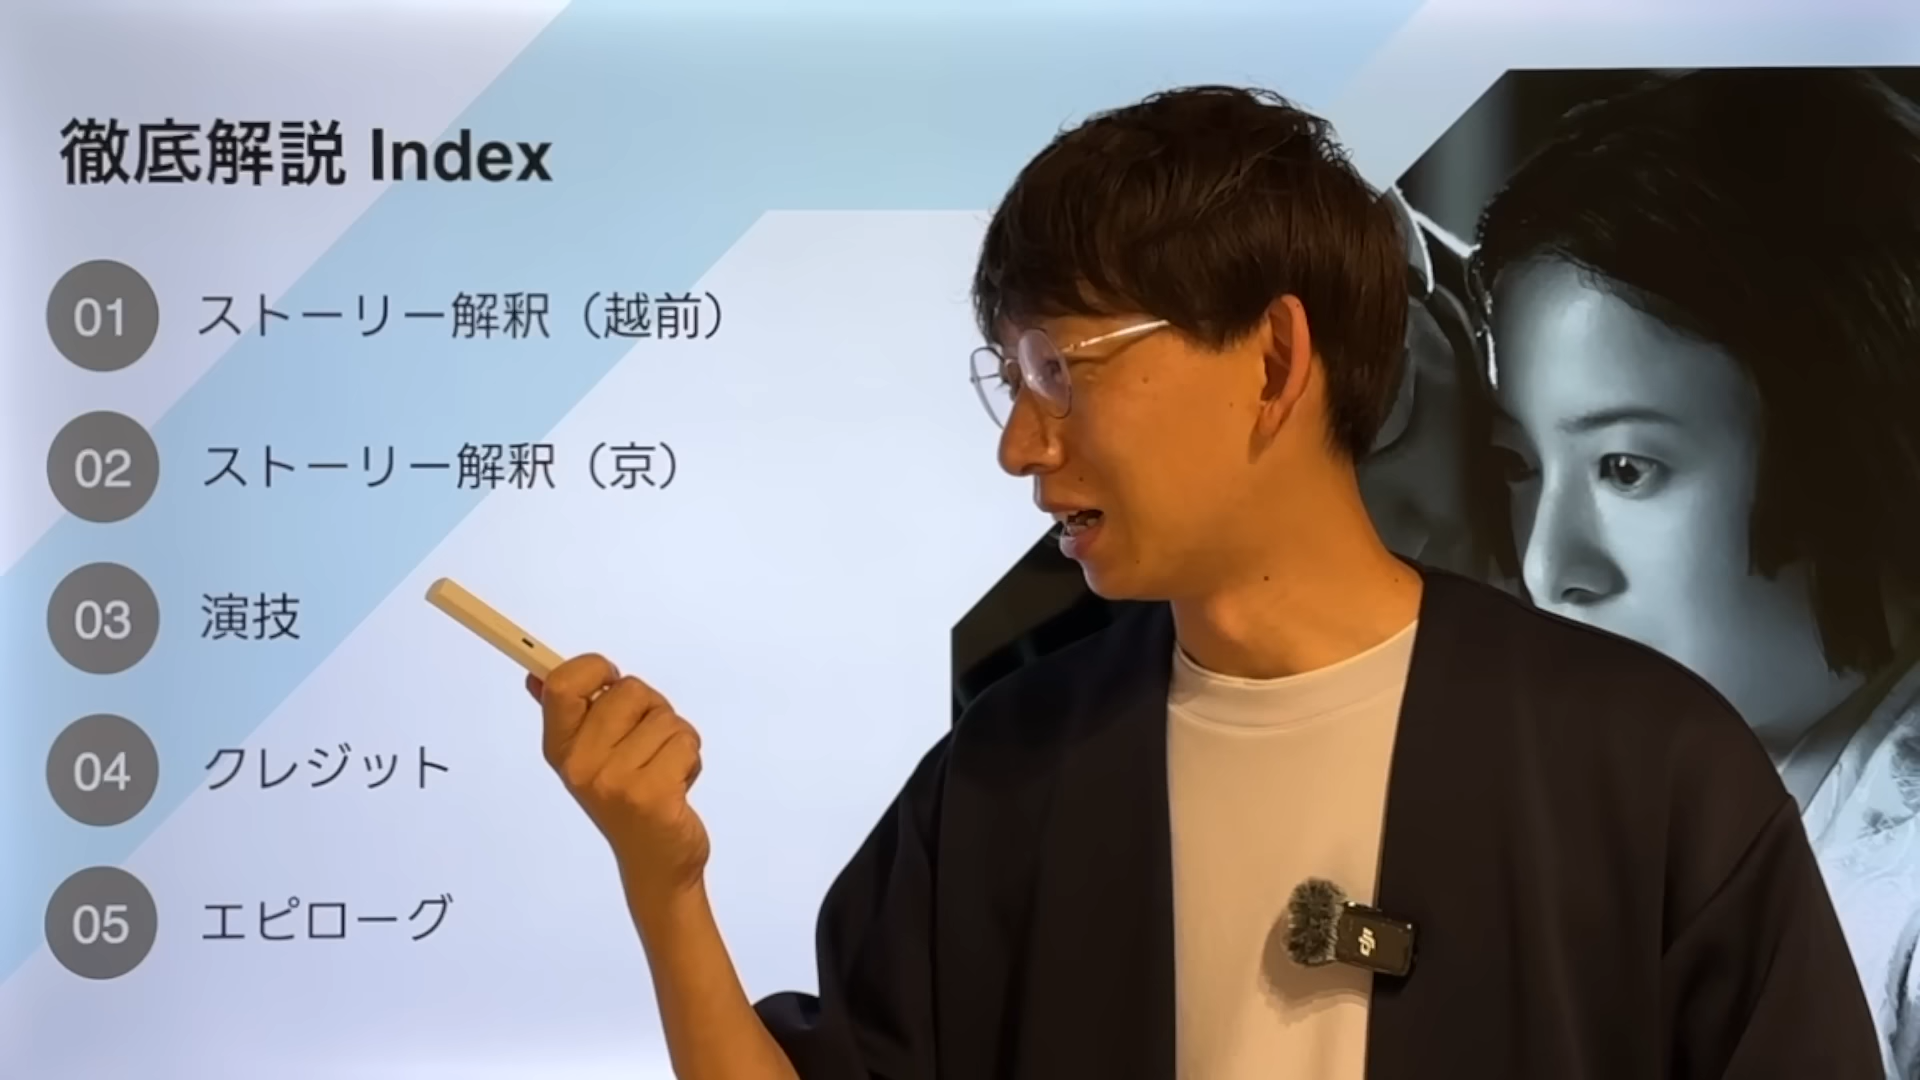 徹底解説 Index
01 ストーリー解釈（越前）
02 ストーリー解釈（京）
03 演技
04 クレジット
05 エピローグ
dji